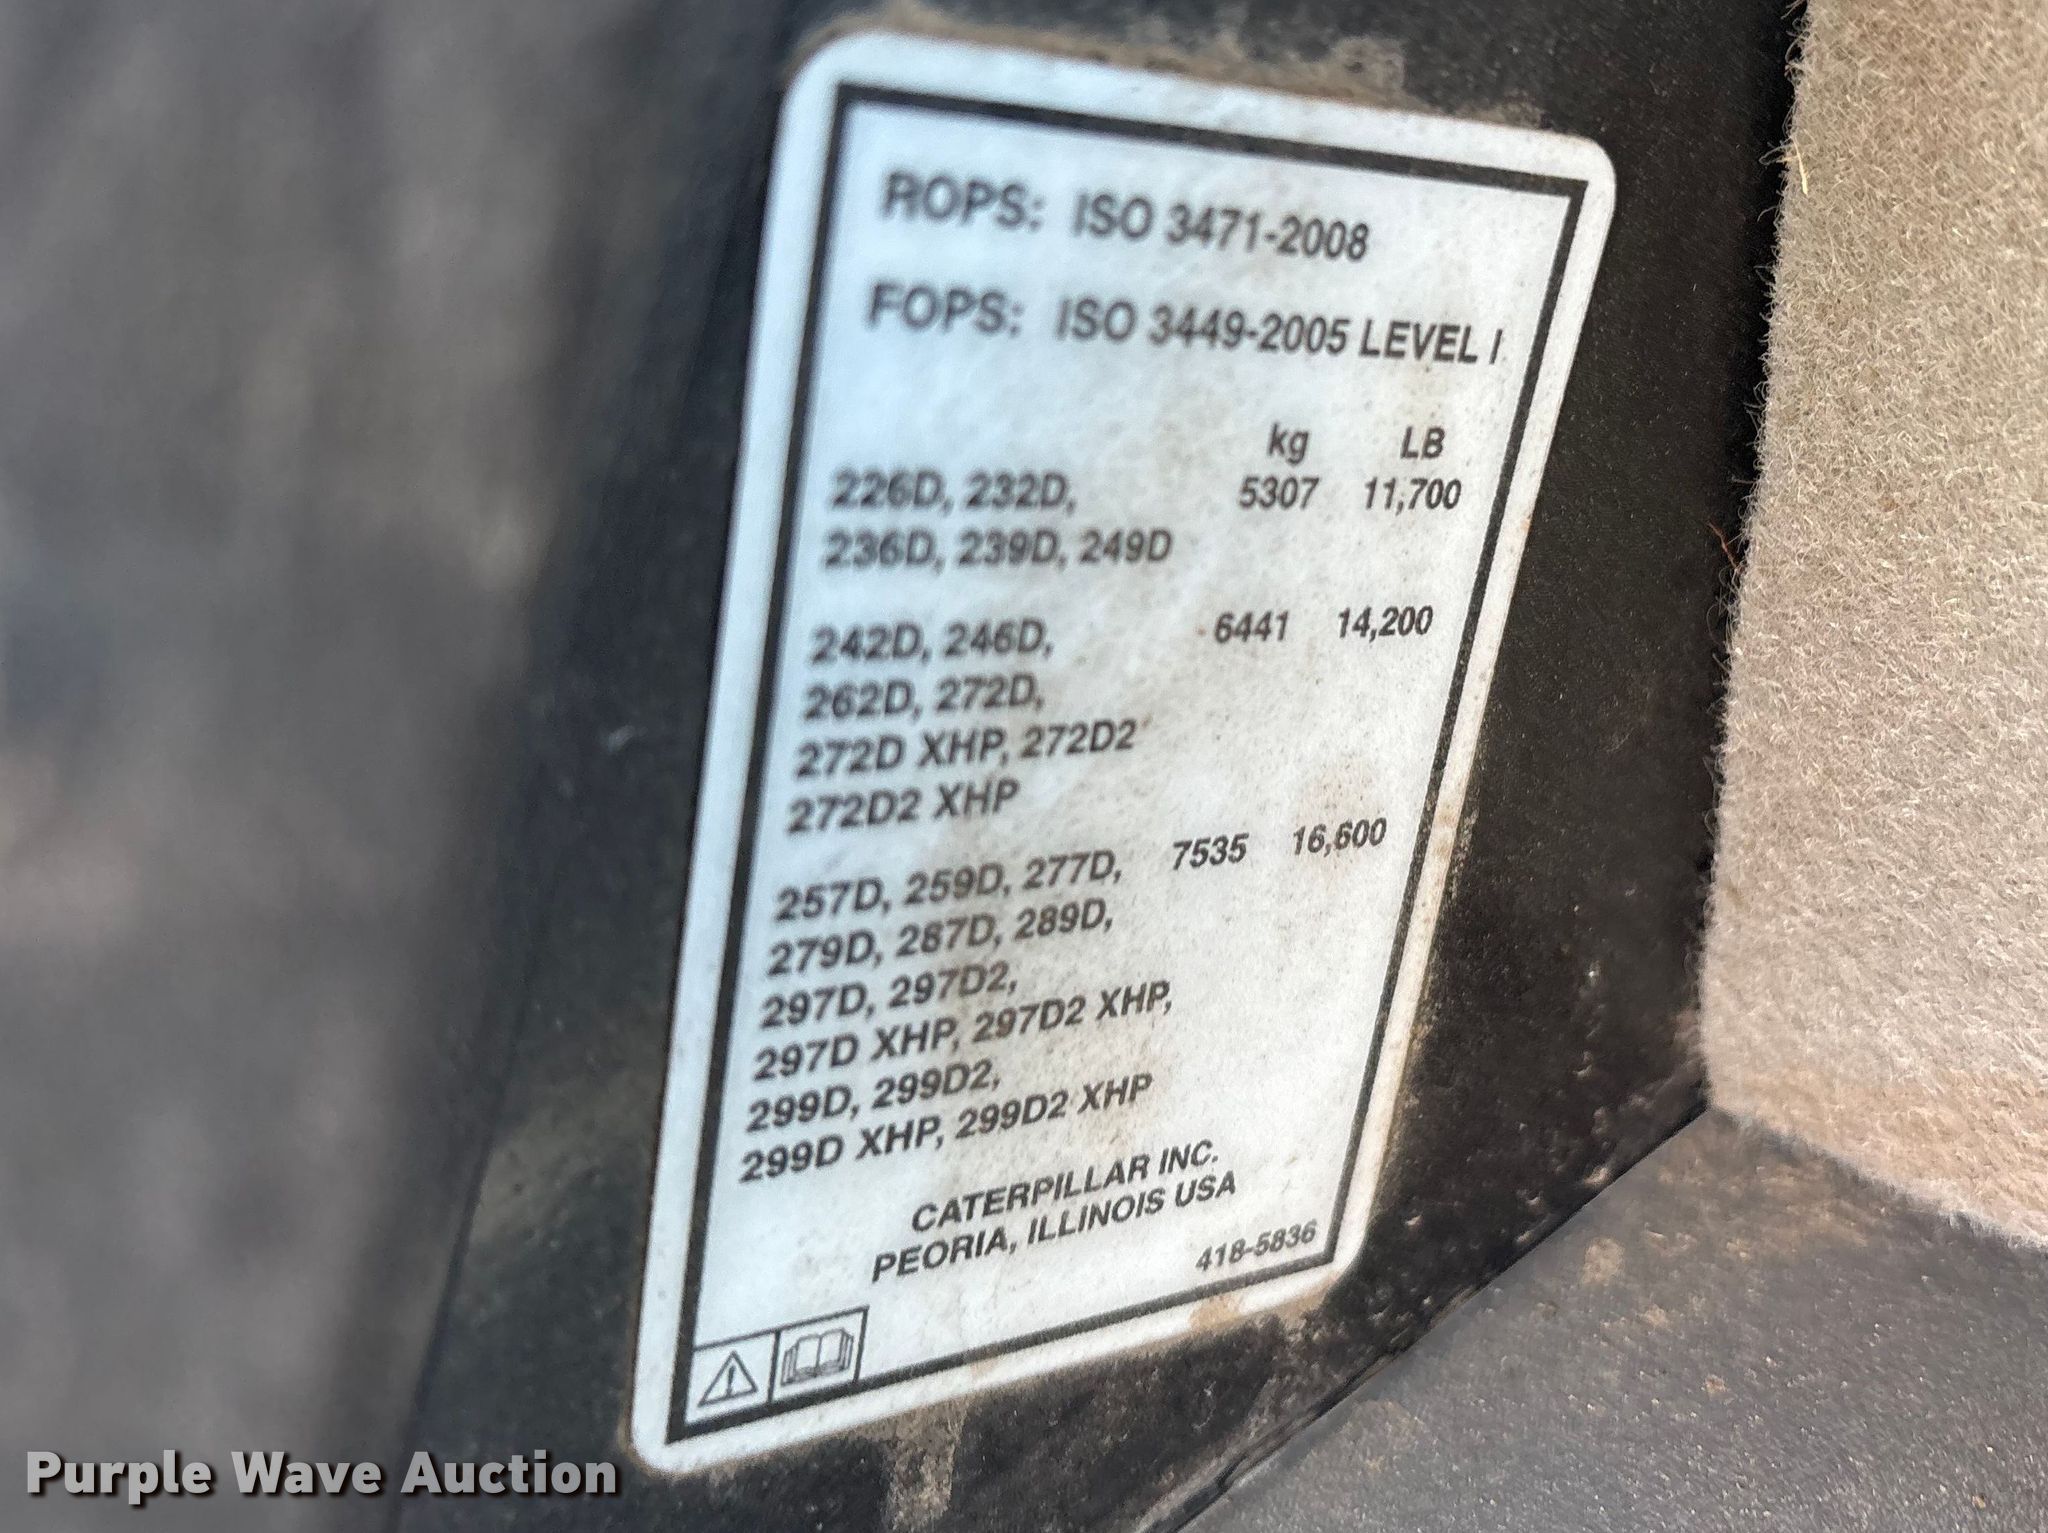 ROPS: ISO 3471-2008
FOPS: ISO 3449-2005 LEVEL I
kg LB
226D, 232D, 5307 11,700
236D, 239D, 249D
242D, 246D, 6441 14,200
262D, 272D,
272D XHP, 272D2
272D2 XHP
257D, 259D, 277D, 7535 16,600
279D, 287D, 289D,
297D, 297D2,
297D XHP, 297D2 XHP,
299D, 299D2,
299D XHP, 299D2 XHP
CATERPILLAR INC.
PEORIA, ILLINOIS USA
418-5836
Purple Wave Auction